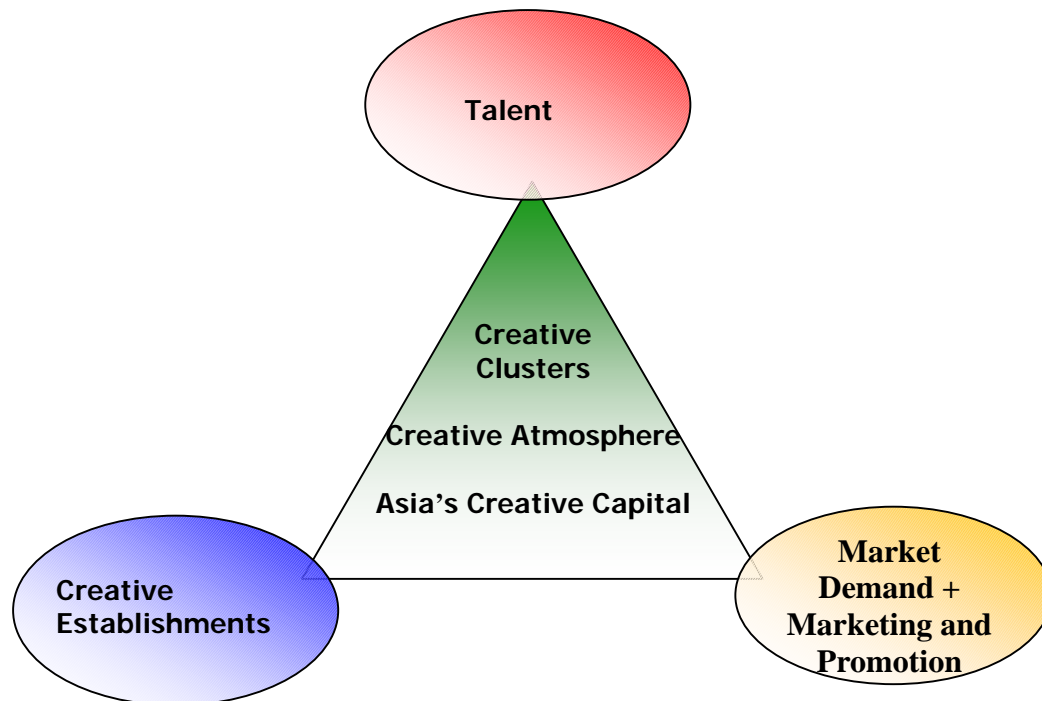 Talent
Creative
Clusters
Creative Atmosphere
Asia’s Creative Capital
Creative
Establishments
Market
Demand +
Marketing and
Promotion